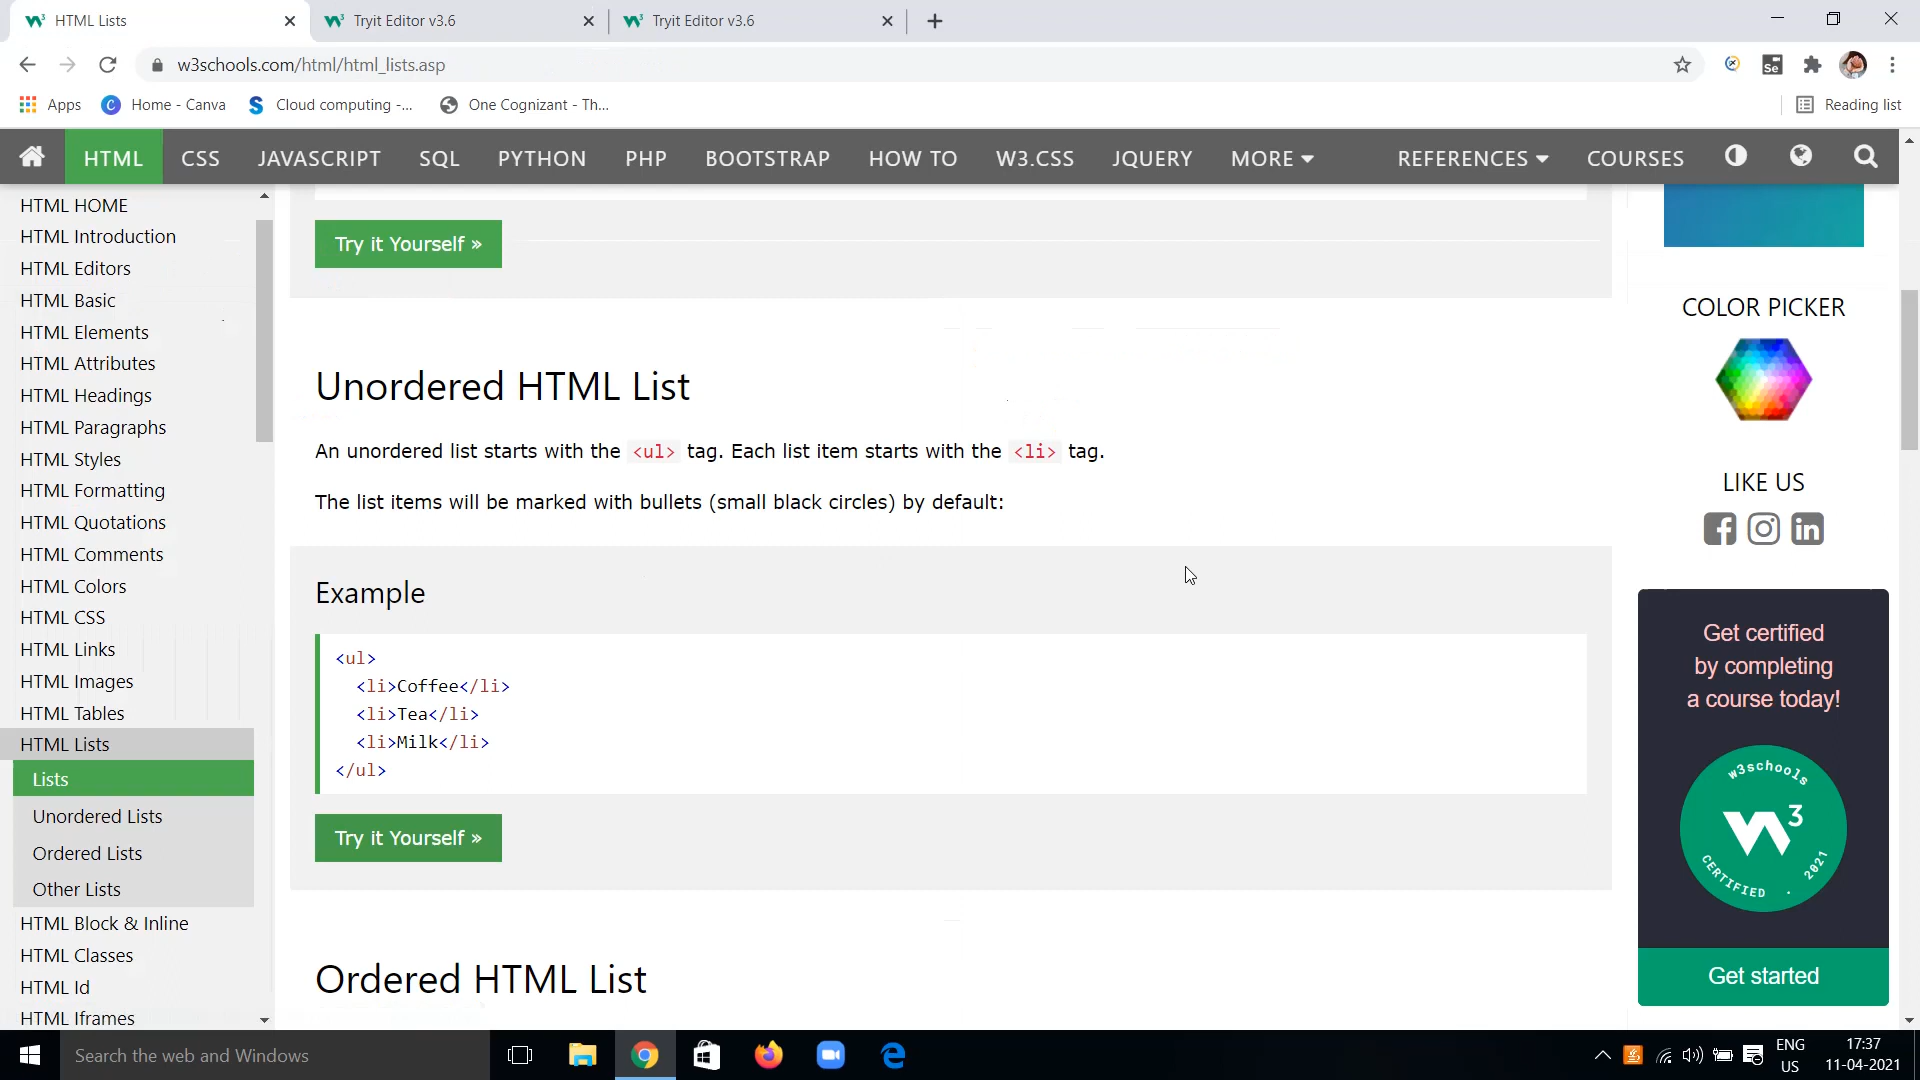 HTML Lists
Tryit Editor v3.6
Tryit Editor v3.6
w3schools.com/html/html_lists.asp
Se
Apps
Home - Canva
Cloud computing -...
One Cognizant - Th...
Reading list
HTML
CSS
JAVASCRIPT
SQL
PYTHON
PHP
BOOTSTRAP
HOW TO
W3.CSS
JQUERY
MORE
REFERENCES
COURSES
HTML HOME
HTML Introduction
HTML Editors
HTML Basic
HTML Elements
HTML Attributes
HTML Headings
HTML Paragraphs
HTML Styles
HTML Formatting
HTML Quotations
HTML Comments
HTML Colors
HTML CSS
HTML Links
HTML Images
HTML Tables
HTML Lists
Lists
Unordered Lists
Ordered Lists
Other Lists
HTML Block & Inline
HTML Classes
HTML Id
HTML Iframes
Try it Yourself »
Unordered HTML List
An unordered list starts with the <ul> tag. Each list item starts with the <li> tag.
The list items will be marked with bullets (small black circles) by default:
Example
<ul>
  <li>Coffee</li>
  <li>Tea</li>
  <li>Milk</li>
</ul>
Try it Yourself »
Ordered HTML List
COLOR PICKER
LIKE US
Get certified
by completing
a course today!
w3schools
W3
CERTIFIED · 2021
Get started
Search the web and Windows
ENG
US
17:37
11-04-2021